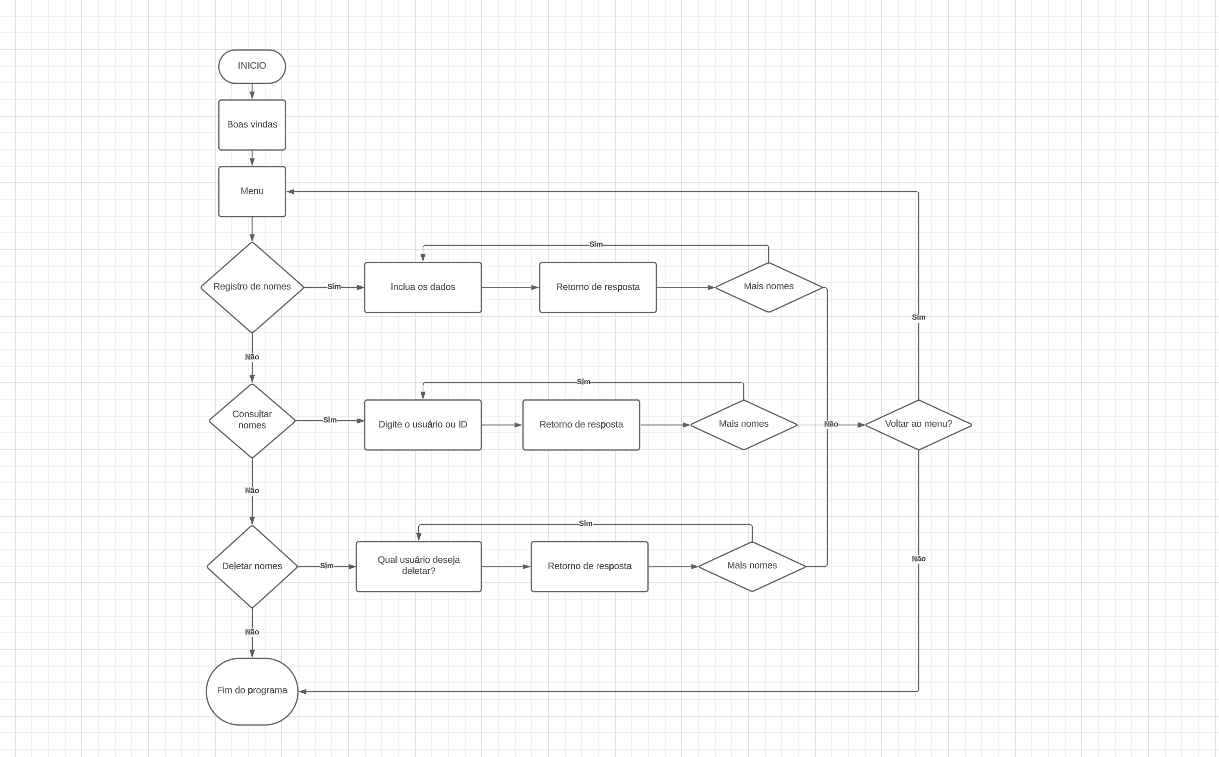 INICIO
Boas vindas
Menu
Sim
Registro de nomes
Sim
Inclua os dados
Retorno de resposta
Mais nomes
Sim
Não
Sim
Consultar
nomes
Sim
Digite o usuário ou ID
Retorno de resposta
Mais nomes
Não
Voltar ao menu?
Não
Sim
Deletar nomes
Sim
Qual usuário deseja
deletar?
Retorno de resposta
Mais nomes
Não
Não
Fim do programa